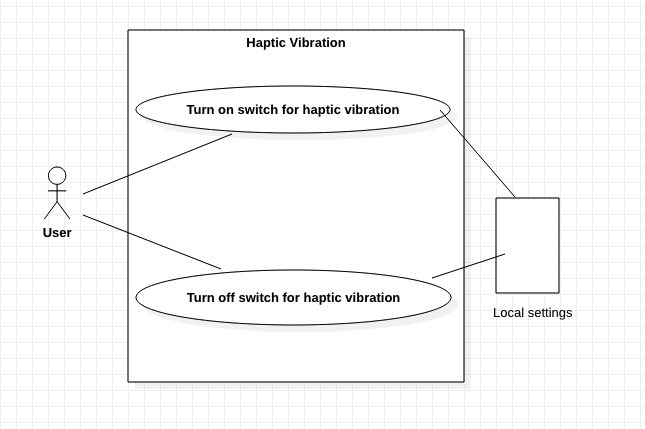 Haptic Vibration
Turn on switch for haptic vibration
User
Turn off switch for haptic vibration
Local settings